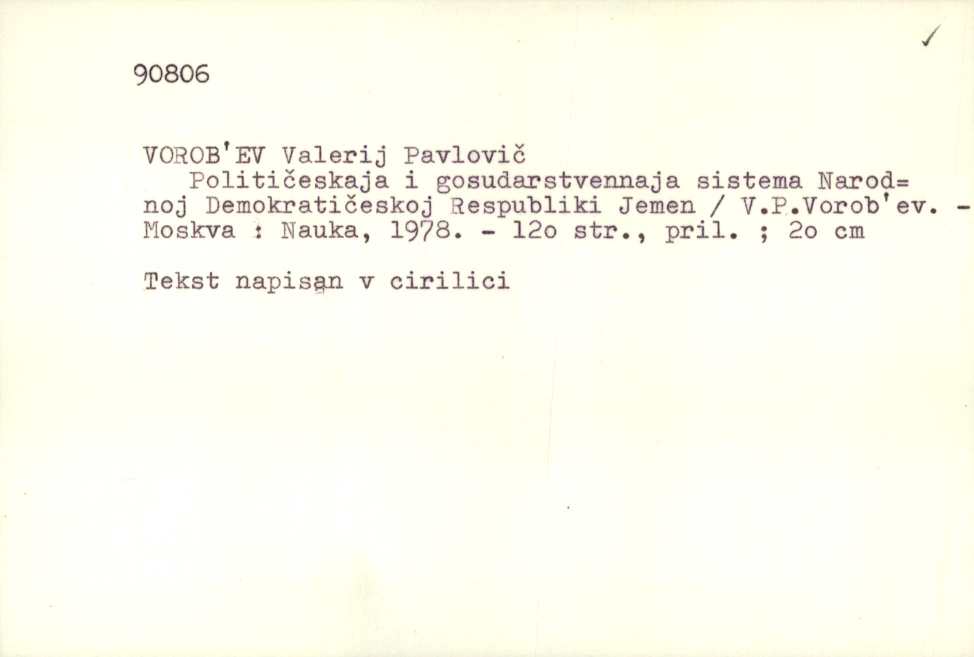 90806
VOROB'EV Valerij Pavlovič
Političeskaja i gosudarstvennaja sistema Narod=
noj Demokratičeskoj Respubliki Jemen / V.P.Vorob'ev. -
Moskva : Nauka, 1978. - 12o str., pril. ; 2o cm
Tekst napisan v cirilici